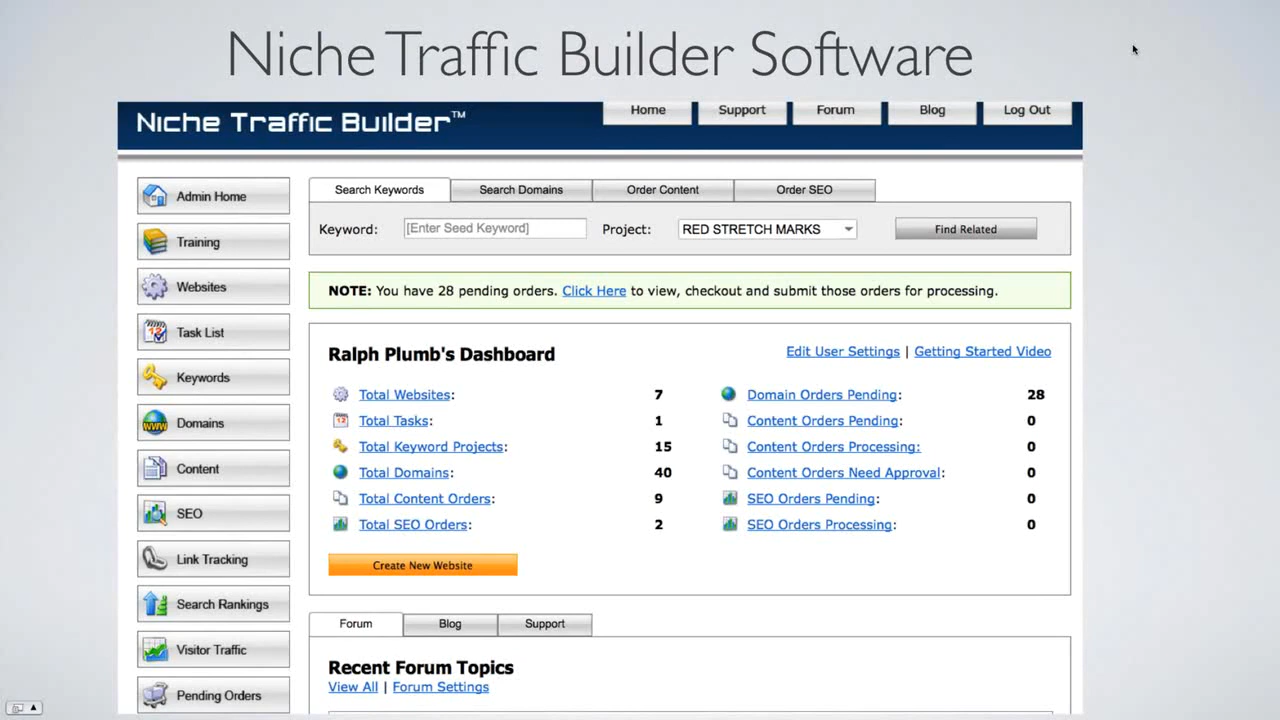 Niche Traffic Builder Software
Niche Traffic Builder™
Home
Support
Forum
Blog
Log Out
Admin Home
Training
Websites
Task List
Keywords
Domains
Content
SEO
Link Tracking
Search Rankings
Visitor Traffic
Pending Orders
Search Keywords
Search Domains
Order Content
Order SEO
Keyword:
[Enter Seed Keyword]
Project:
RED STRETCH MARKS
Find Related
NOTE: You have 28 pending orders. Click Here to view, checkout and submit those orders for processing.
Ralph Plumb's Dashboard
Edit User Settings | Getting Started Video
Total Websites: 7
Total Tasks: 1
Total Keyword Projects: 15
Total Domains: 40
Total Content Orders: 9
Total SEO Orders: 2
Domain Orders Pending: 28
Content Orders Pending: 0
Content Orders Processing: 0
Content Orders Need Approval: 0
SEO Orders Pending: 0
SEO Orders Processing: 0
Create New Website
Forum
Blog
Support
Recent Forum Topics
View All | Forum Settings